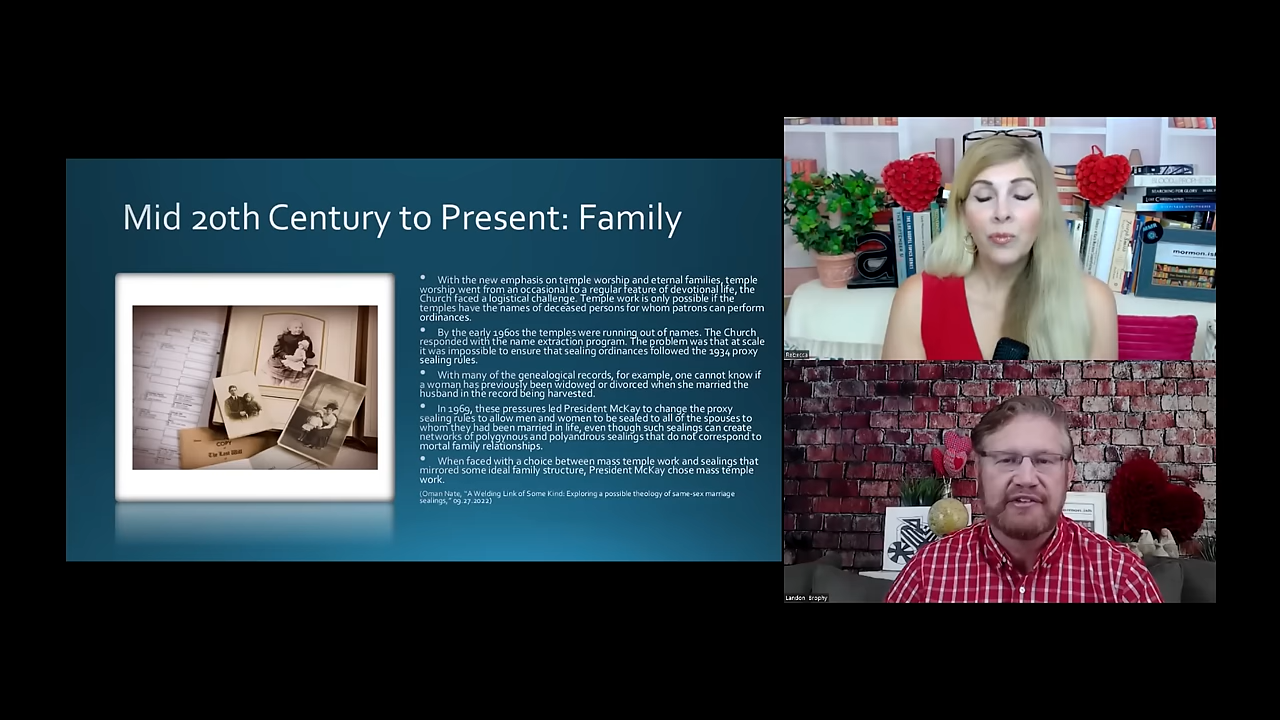 Mid 20th Century to Present: Family
• With the new emphasis on temple worship and eternal families, temple
worship went from an occasional to a regular feature of devotional life, the
Church faced a logistical challenge. Temple work is only possible if the
temples have the names of deceased persons for whom patrons can perform
ordinances.
• By the early 1960s the temples were running out of names. The Church
responded with the name extraction program. The problem was that at scale
it was impossible to ensure that sealing ordinances followed the 1934 proxy
sealing rules.
• With many of the genealogical records, for example, one cannot know if
a woman has previously been widowed or divorced when she married the
husband in the record being harvested.
• In 1969, these pressures led President McKay to change the proxy
sealing rules to allow men and women to be sealed to all of the spouses to
whom they had been married in life, even though such sealings can create
networks of polygynous and polyandrous sealings that do not correspond to
mortal family relationships.
• When faced with a choice between mass temple work and sealings that
mirrored some ideal family structure, President McKay chose mass temple
work.
(Oman Nate, "A Welding Link of Some Kind: Exploring a possible theology of same-sex marriage
sealings," 09.27.2022)
COPY
The Last Will
SEARCHING FOR GLORY
a
mormon.ish
Rebecca
mormon.ish
Landon Brophy